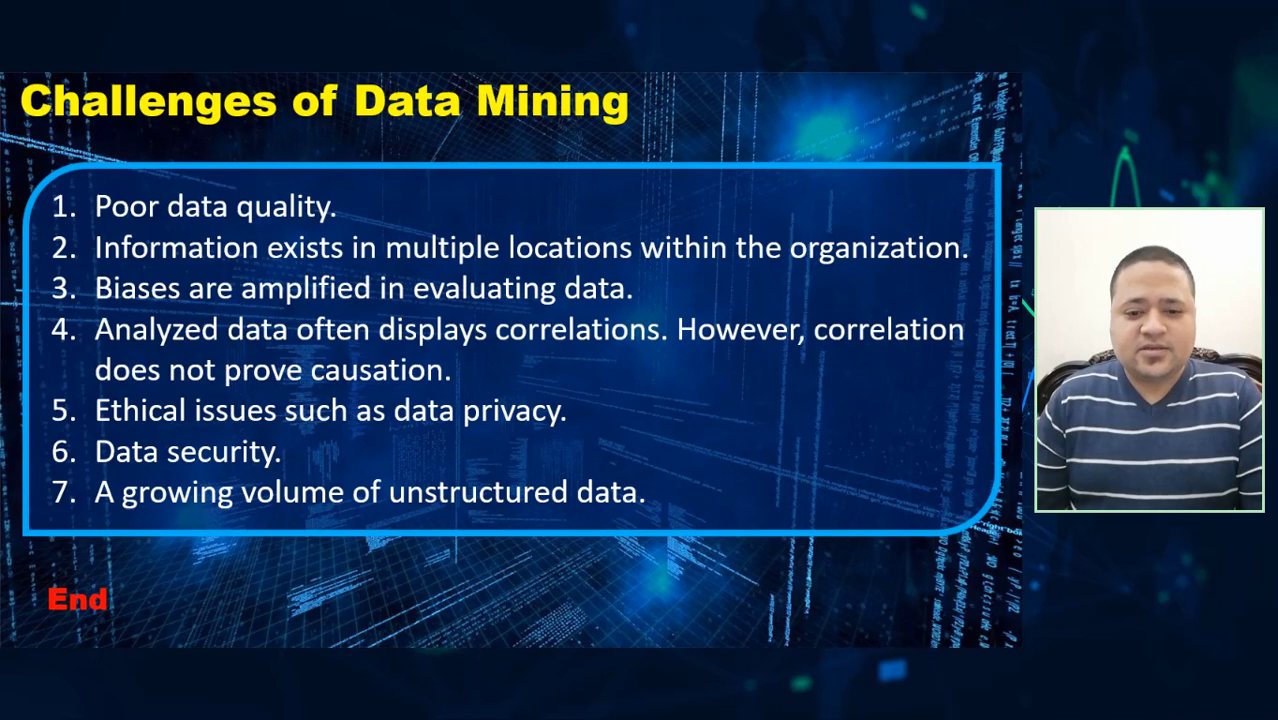 Challenges of Data Mining
1. Poor data quality.
2. Information exists in multiple locations within the organization.
3. Biases are amplified in evaluating data.
4. Analyzed data often displays correlations. However, correlation
does not prove causation.
5. Ethical issues such as data privacy.
6. Data security.
7. A growing volume of unstructured data.
End